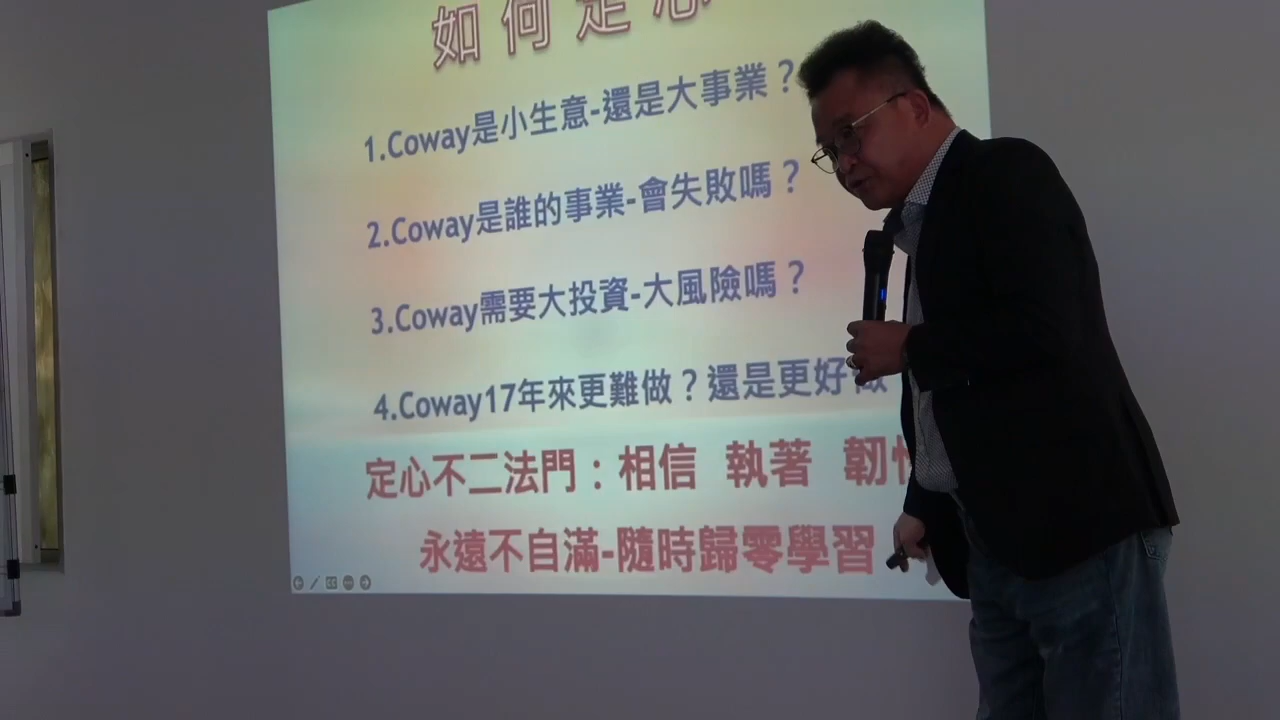 如何定心
1.Coway是小生意-還是大事業？
2.Coway是誰的事業-會失敗嗎？
3.Coway需要大投資-大風險嗎？
4.Coway17年來更難做？還是更好做
定心不二法門：相信 執著 韌性
永遠不自滿-隨時歸零學習